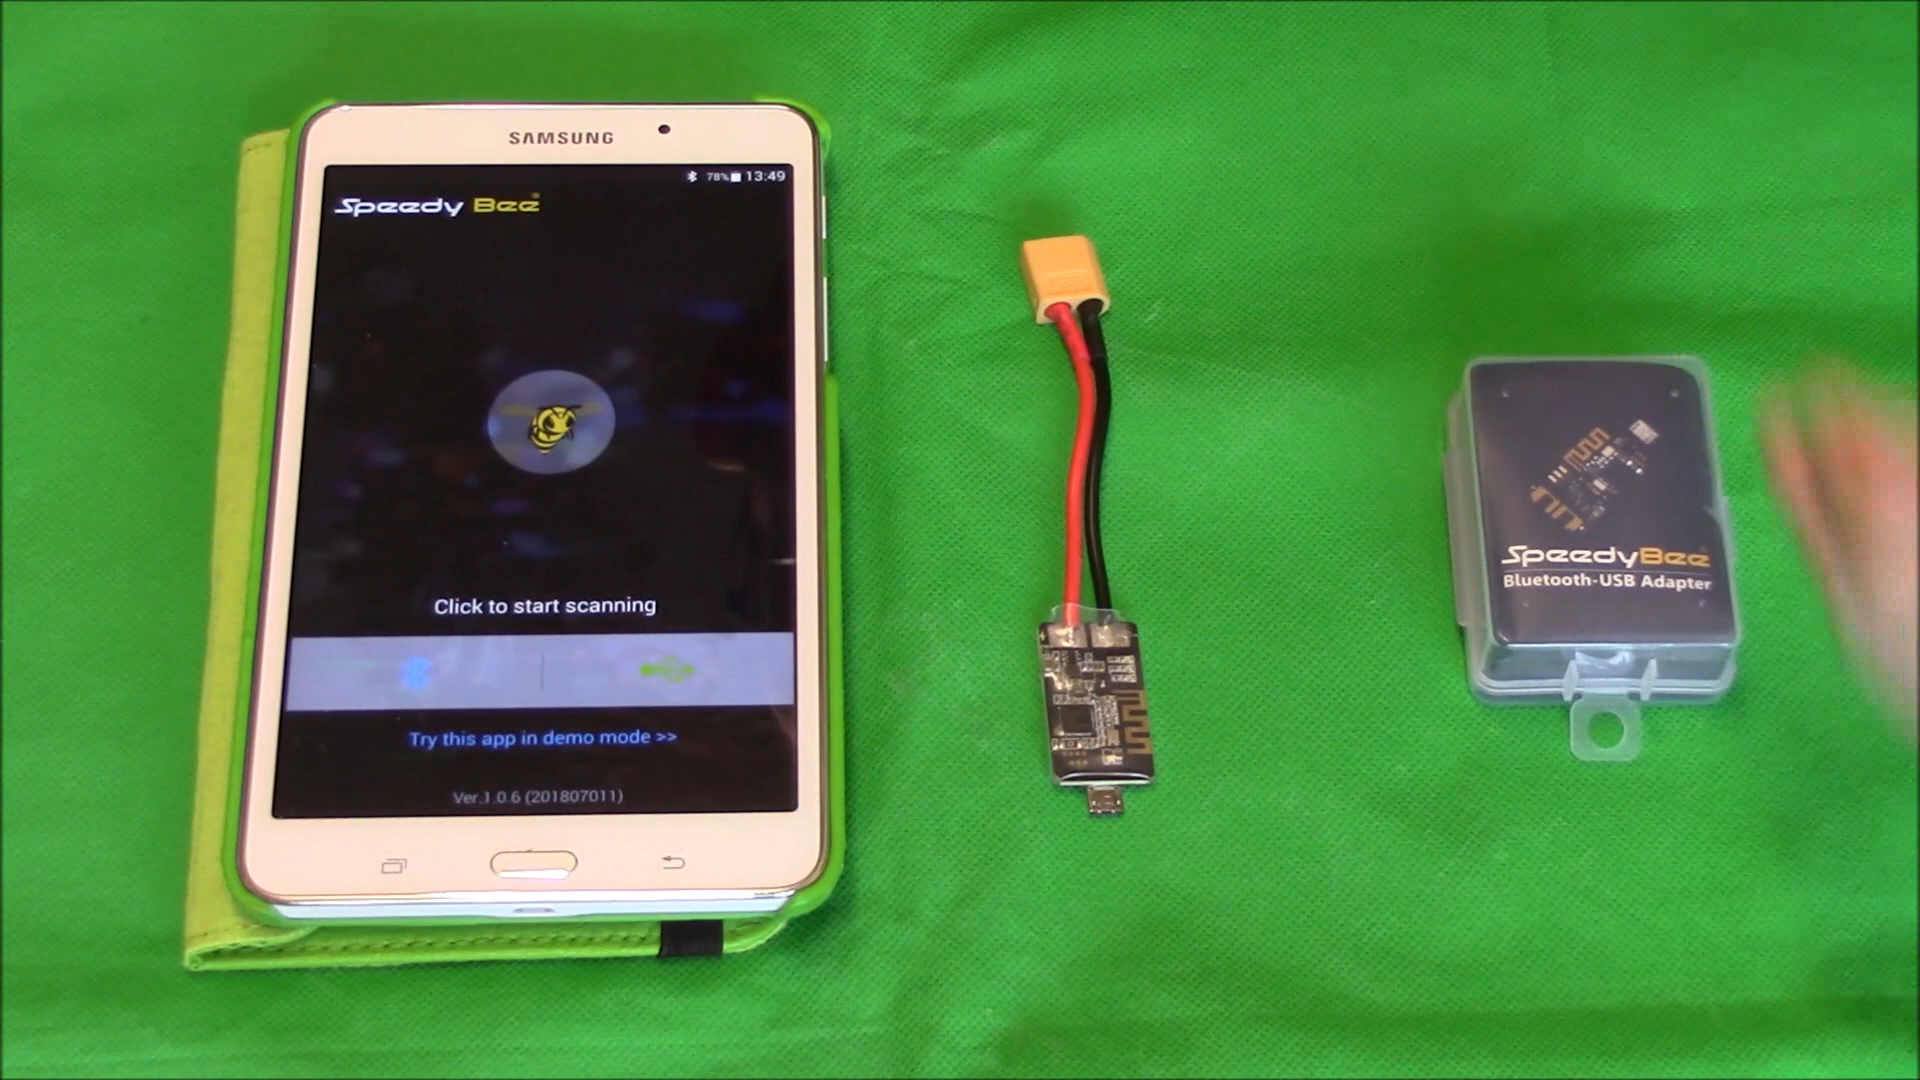 SAMSUNG
78% 13:49
Speedy Bee
Click to start scanning
Try this app in demo mode >>
Ver.1.0.6 (201807011)
SpeedyBee
Bluetooth-USB Adapter